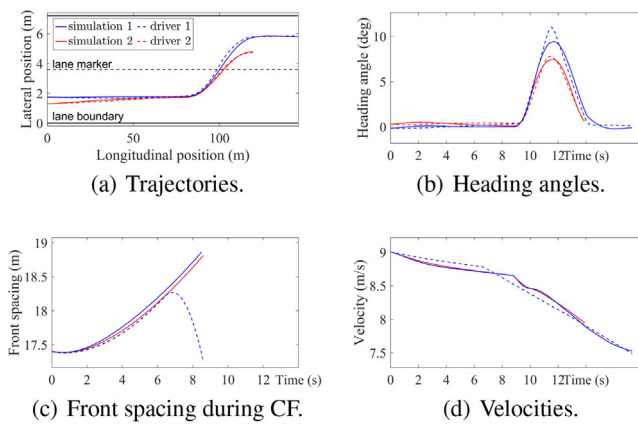 simulation 1 driver 1
simulation 2 driver 2
lane marker
lane boundary
Lateral position (m)
6
4
2
0
0 50 100
Longitudinal position (m)
(a) Trajectories.
Heading angle (deg)
10
5
0
0 2 4 6 8 10 12 Time (s)
(b) Heading angles.
Front spacing (m)
19
18.5
18
17.5
0 2 4 6 8 10 12 Time (s)
(c) Front spacing during CF.
Velocity (m/s)
9
8.5
8
7.5
0 2 4 6 8 10 12 Time (s)
(d) Velocities.